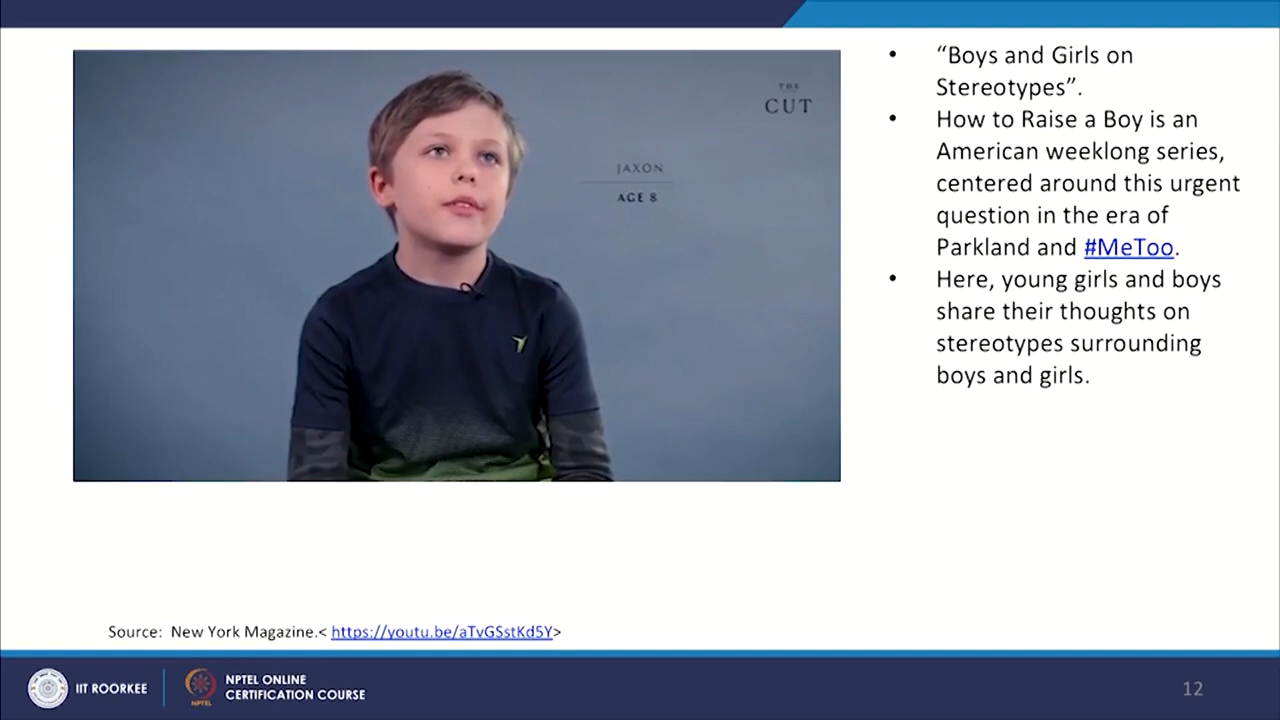 THE
CUT
JAXON
AGE 8
• “Boys and Girls on
Stereotypes”.
• How to Raise a Boy is an
American weeklong series,
centered around this urgent
question in the era of
Parkland and #MeToo.
• Here, young girls and boys
share their thoughts on
stereotypes surrounding
boys and girls.
Source: New York Magazine.< https://youtu.be/aTvGSstKd5Y>
IIT ROORKEE
NPTEL
NPTEL ONLINE
CERTIFICATION COURSE
12